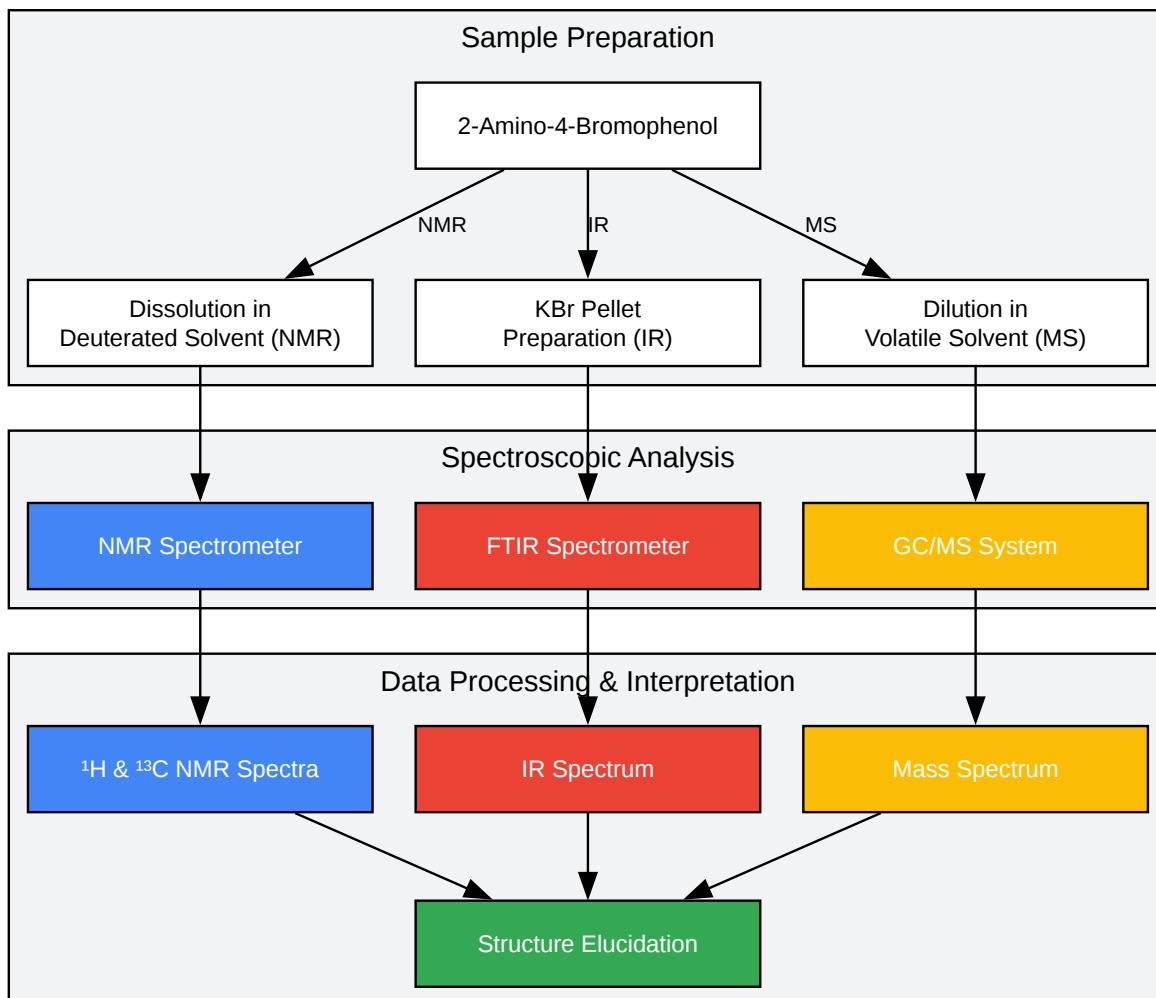 Sample Preparation
2-Amino-4-Bromophenol
NMR
IR
MS
Dissolution in
Deuterated Solvent (NMR)
KBr Pellet
Preparation (IR)
Dilution in
Volatile Solvent (MS)
Spectroscopic Analysis
NMR Spectrometer
FTIR Spectrometer
GC/MS System
Data Processing & Interpretation
¹H & ¹³C NMR Spectra
IR Spectrum
Mass Spectrum
Structure Elucidation